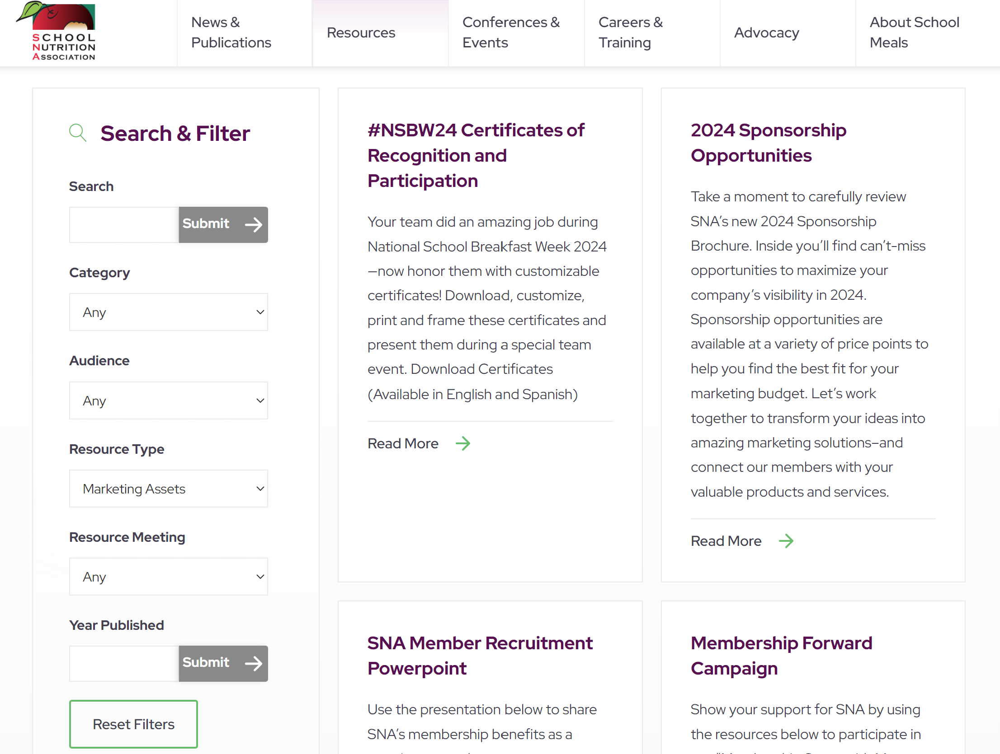 SCHOOL
NUTRITION
ASSOCIATION
News &
Publications
Resources
Conferences &
Events
Careers &
Training
Advocacy
About School
Meals
Search & Filter
Search
Submit
Category
Any
Audience
Any
Resource Type
Marketing Assets
Resource Meeting
Any
Year Published
Submit
Reset Filters
#NSBW24 Certificates of
Recognition and
Participation
Your team did an amazing job during
National School Breakfast Week 2024
—now honor them with customizable
certificates! Download, customize,
print and frame these certificates and
present them during a special team
event. Download Certificates
(Available in English and Spanish)
Read More
2024 Sponsorship
Opportunities
Take a moment to carefully review
SNA’s new 2024 Sponsorship
Brochure. Inside you’ll find can’t-miss
opportunities to maximize your
company’s visibility in 2024.
Sponsorship opportunities are
available at a variety of price points to
help you find the best fit for your
marketing budget. Let’s work
together to transform your ideas into
amazing marketing solutions–and
connect our members with your
valuable products and services.
Read More
SNA Member Recruitment
Powerpoint
Use the presentation below to share
SNA’s membership benefits as a
Membership Forward
Campaign
Show your support for SNA by using
the resources below to participate in